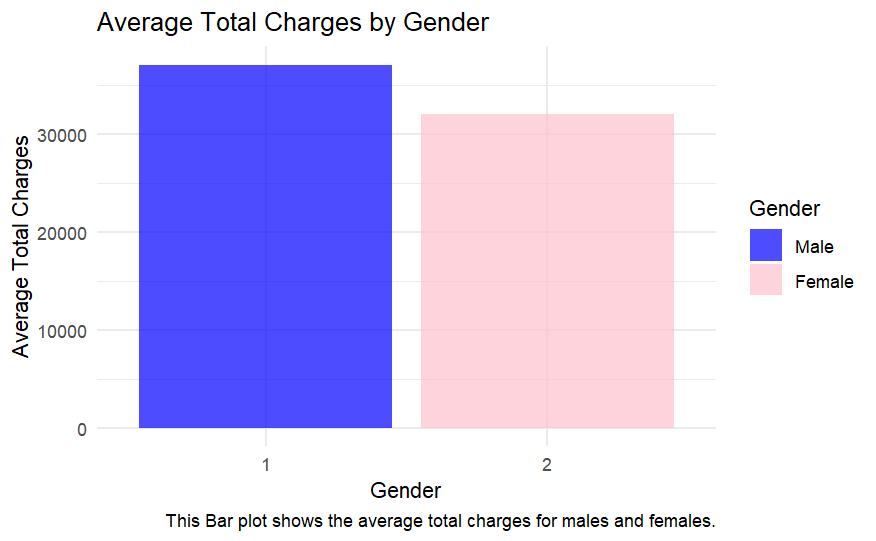 Average Total Charges by Gender
Average Total Charges
30000
20000
10000
0
1
2
Gender
Gender
Male
Female
This Bar plot shows the average total charges for males and females.